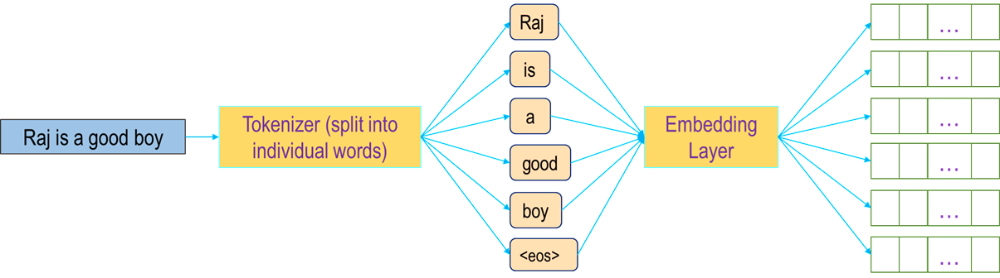 Raj is a good boy
Tokenizer (split into
individual words)
Raj
is
a
good
boy
<eos>
Embedding
Layer
...
...
...
...
...
...